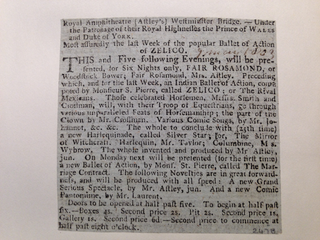 Royal Amphitheatre [Astley's] Westminster Bridge.—Under
the Patronage of their Royal Highnesses the Prince of WALES
and Duke of YORK.
Most assuredly the last Week of the popular Ballet of Action
of ZELICO.
THIS and Five following Evenings, will be pre-
sented, for Six Nights only, FAIR ROSAMOND, or
Woodstock Bower; Fair Rosamond, Mrs. Astley. Preceding
which, and for the last Week, an Indian Ballet of Action, com-
posed by Monsieur S. Pierre, called ZELICO; or The Royal
Mexicans. Those celebrated Horsemen, Messrs. Smith and
Crossman, will, with their Troop of Equestrians, go through
various unparalleled Feats of Horsemanship; the part of the
Clown by Mr. Crossman. Various Comic Songs, by Mr. Jo-
hannot, &c. &c. The whole to conclude with (24th time) a
new Harlequinade, called Silver Star; or, The Mirror
of Witchcraft. Harlequin, Mr. Taylor; Columbine, Mrs.
Wybrow. The whole invented and produced by Mr. Astley,
jun. On Monday next will be presented (for the first time)
a new Ballet of Action, by Monf. St. Pierre, called The Mar-
riage Contract. The following Novelties are in great forward-
ness, and will be produced with all speed: A new Grand
Serious Spectacle, by Mr. Astley, jun. And a new Comic
Pantomime, by Mr. Laurent.
Doors to be opened at half past five. To begin at half past
six.—Boxes 4s. Second price 2s. Pit 2s. Second price 1s.
Gallery 1s. Second price 6d.—Second price to commence at
half past eight o'clock.